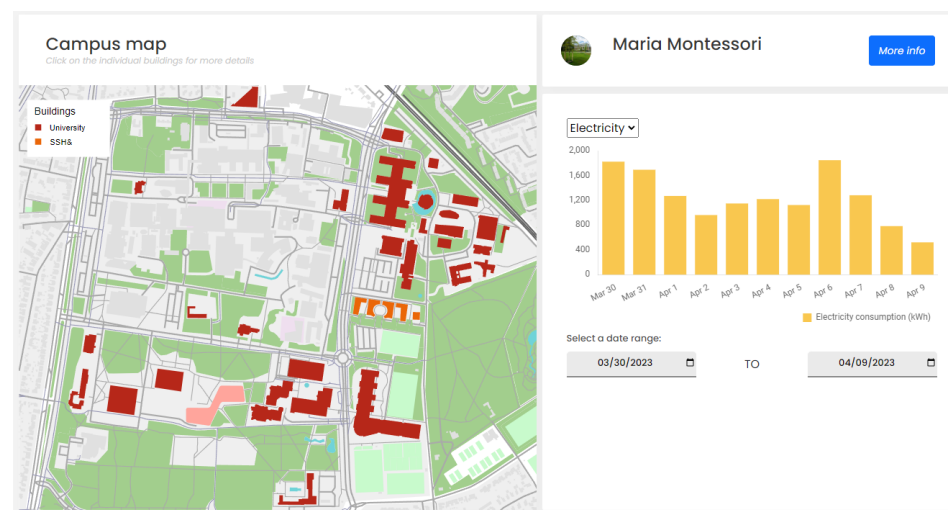 Campus map
Click on the individual buildings for more details
Buildings
University
SSH&
Maria Montessori
More info
Electricity
2,000
1,600
1,200
800
400
0
Mar 30 Mar 31 Apr 1 Apr 2 Apr 3 Apr 4 Apr 5 Apr 6 Apr 7 Apr 8 Apr 9
Electricity consumption (kWh)
Select a date range:
03/30/2023 TO 04/09/2023